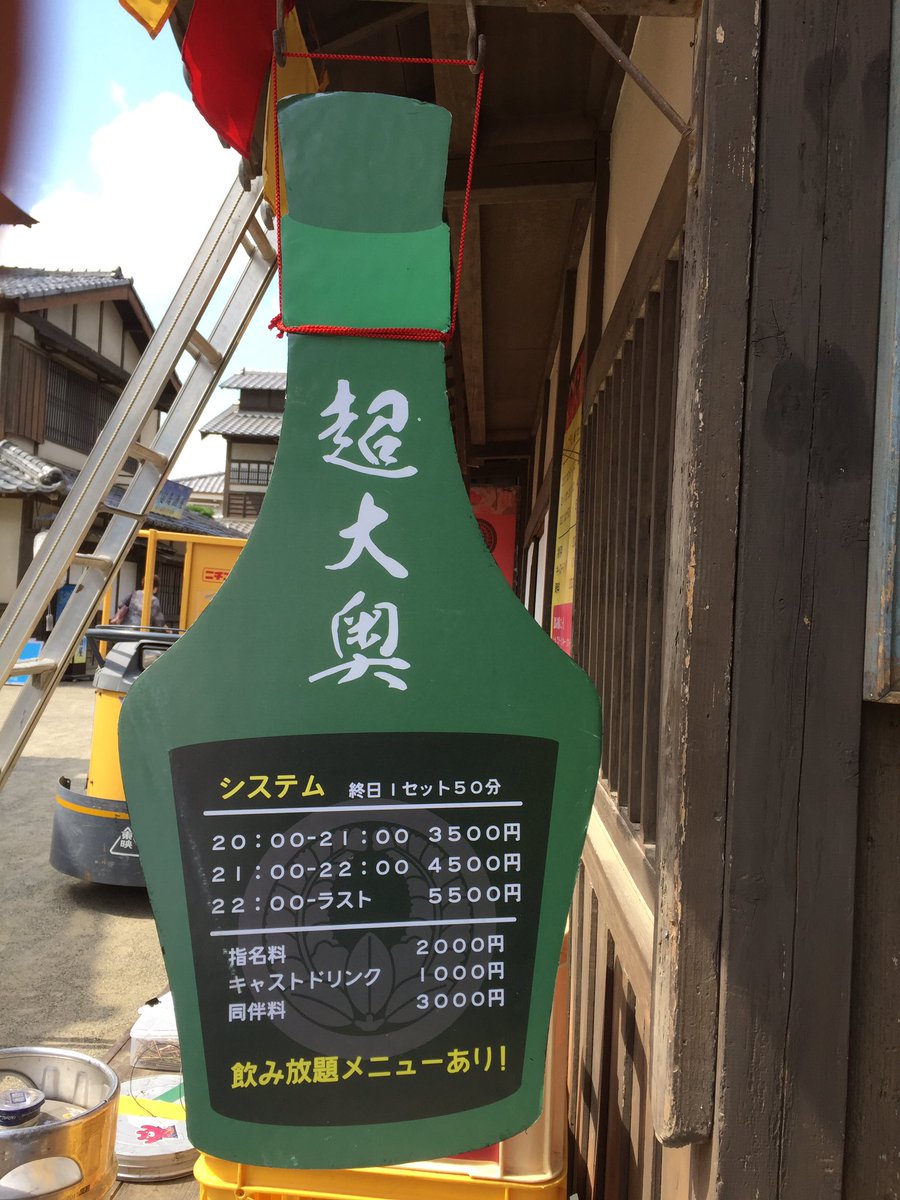 超大奥
システム 終日1セット50分
20:00-21:00 3500円
21:00-22:00 4500円
22:00-ラスト 5500円
指名料 2000円
キャストドリンク 1000円
同伴料 3000円
飲み放題メニューあり!
東映